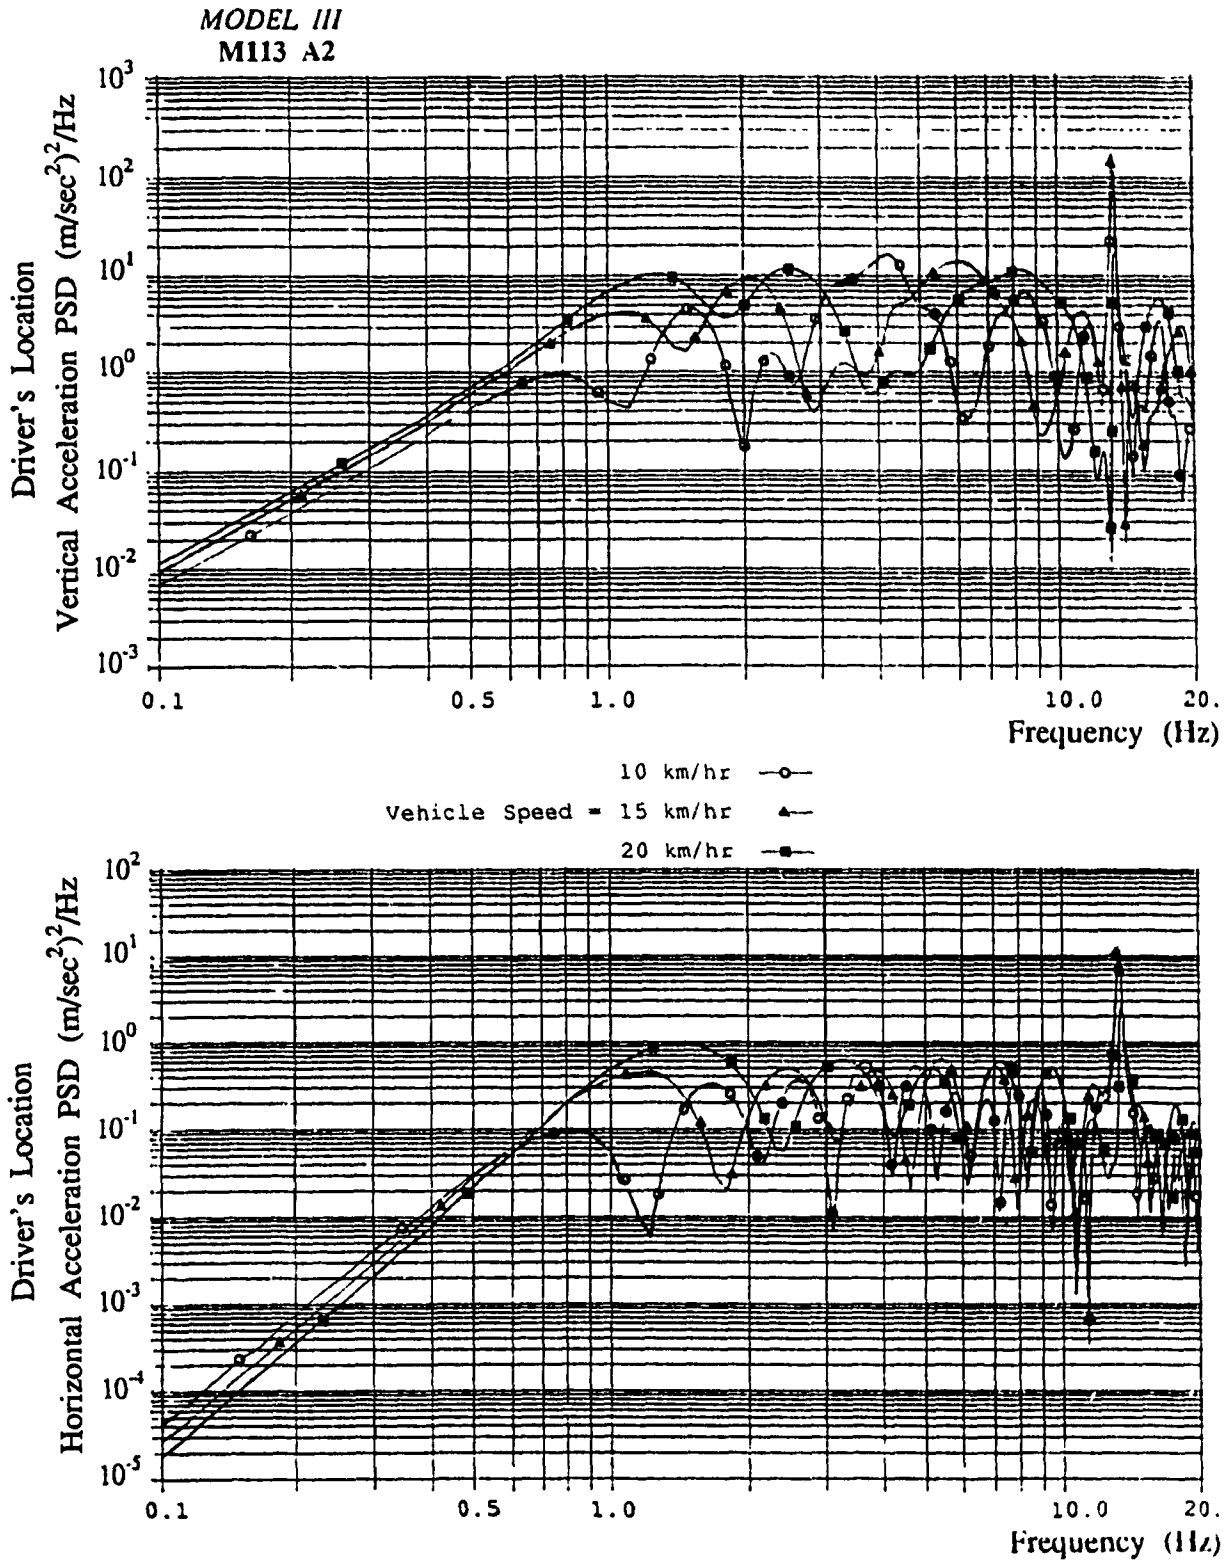 MODEL III
M113 A2
Driver's Location
Vertical Acceleration PSD (m/sec²)²/Hz
10³
10²
10¹
10⁰
10⁻¹
10⁻²
10⁻³
0.1 0.5 1.0 10.0 20.
Frequency (Hz)
10 km/hr
Vehicle Speed = 15 km/hr
20 km/hr
Driver's Location
Horizontal Acceleration PSD (m/sec²)²/Hz
10²
10¹
10⁰
10⁻¹
10⁻²
10⁻³
10⁻⁴
10⁻⁵
0.1 0.5 1.0 10.0 20.
Frequency (Hz)